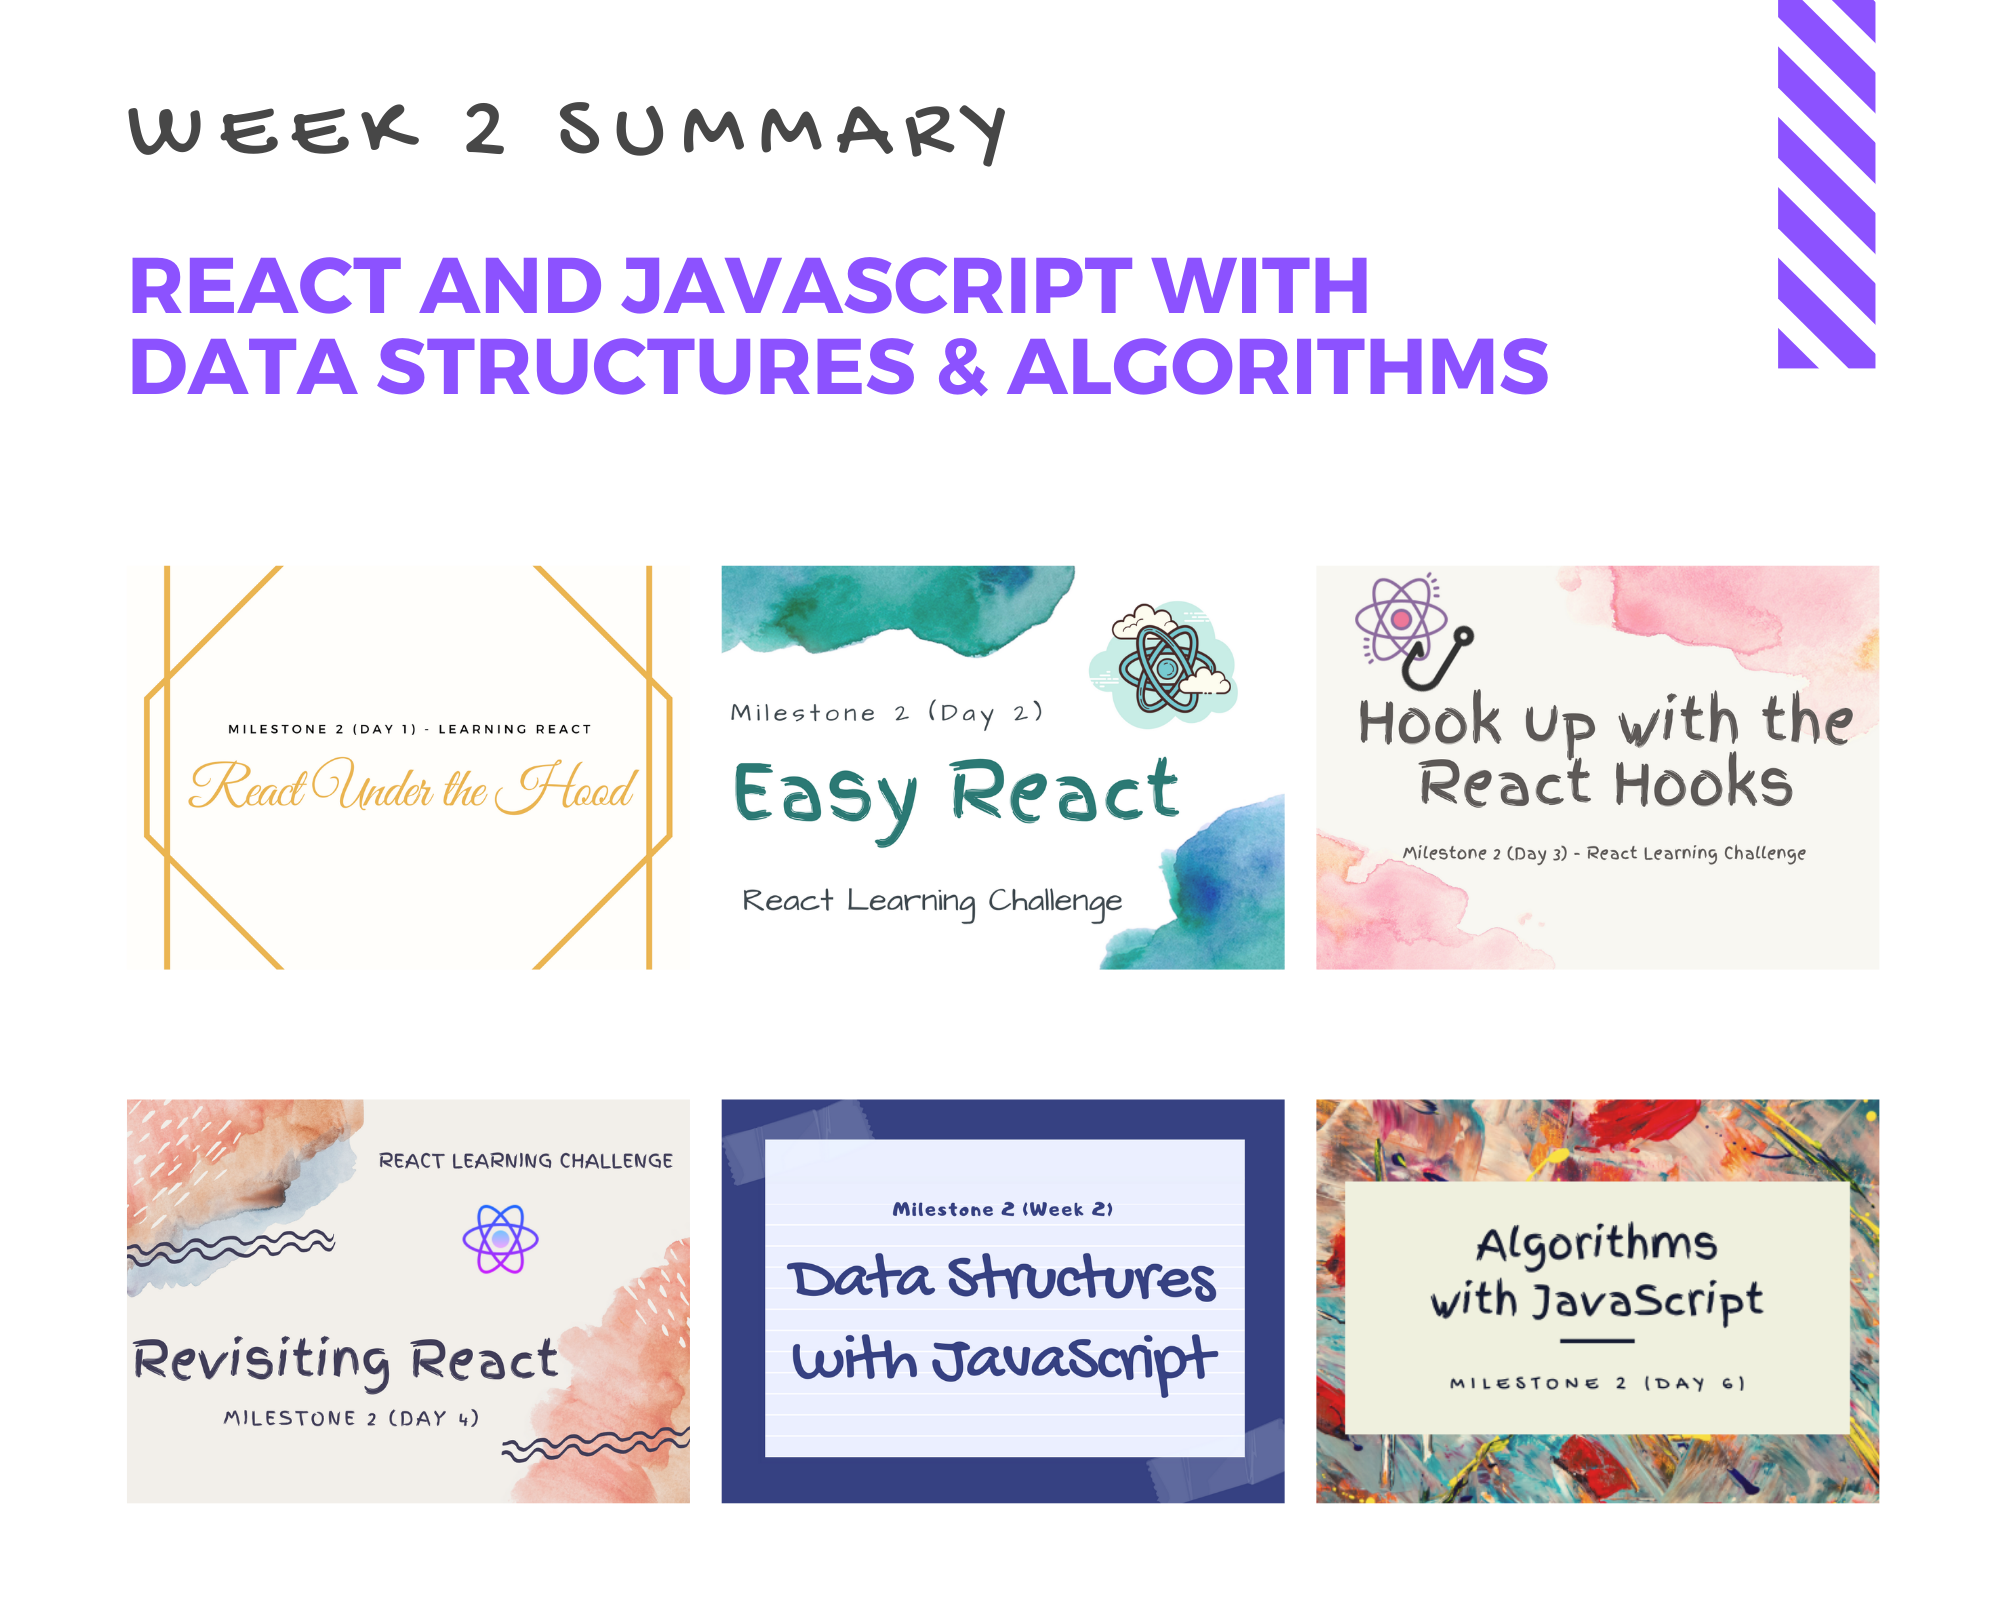 WEEK 2 SUMMARY
REACT AND JAVASCRIPT WITH
DATA STRUCTURES & ALGORITHMS
MILESTONE 2 (DAY 1) - LEARNING REACT
React Under the Hood
Milestone 2 (Day 2)
Easy React
React Learning Challenge
Hook up with the
React Hooks
Milestone 2 (Day 3) - React Learning Challenge
REACT LEARNING CHALLENGE
Revisiting React
MILESTONE 2 (DAY 4)
Milestone 2 (Week 2)
Data Structures
with JavaScript
Algorithms
with JavaScript
MILESTONE 2 (DAY 6)